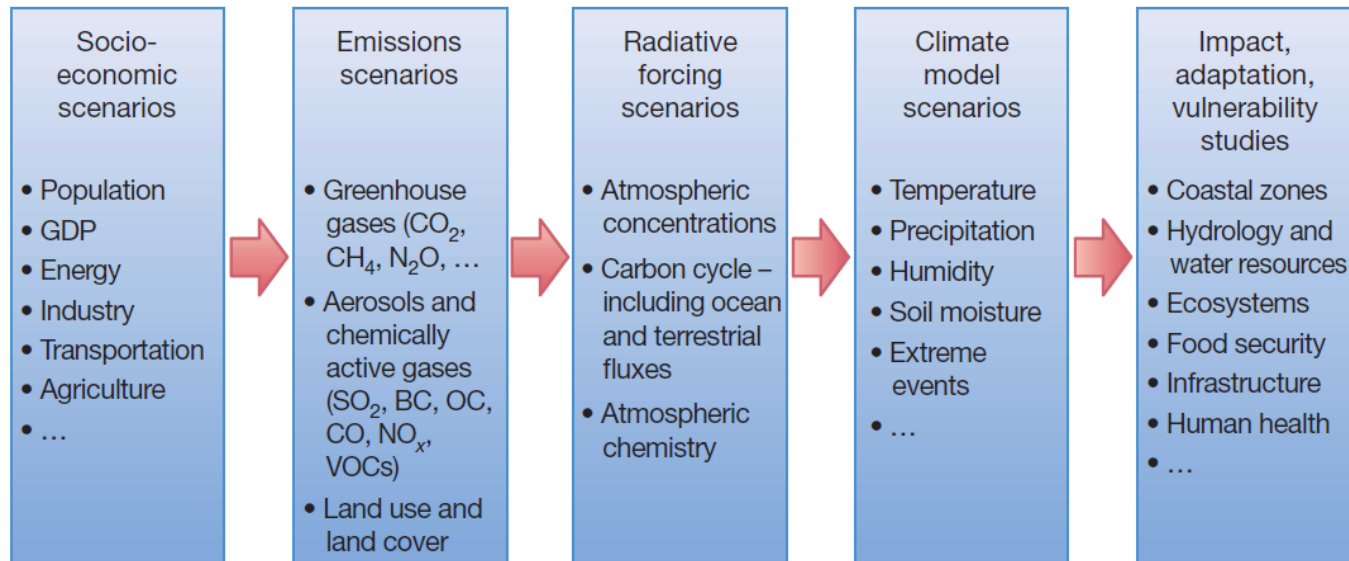 Socio-
economic
scenarios
• Population
• GDP
• Energy
• Industry
• Transportation
• Agriculture
• ...
Emissions
scenarios
• Greenhouse
gases (CO₂,
CH₄, N₂O, ...
• Aerosols and
chemically
active gases
(SO₂, BC, OC,
CO, NOₓ,
VOCs)
• Land use and
land cover
Radiative
forcing
scenarios
• Atmospheric
concentrations
• Carbon cycle –
including ocean
and terrestrial
fluxes
• Atmospheric
chemistry
Climate
model
scenarios
• Temperature
• Precipitation
• Humidity
• Soil moisture
• Extreme
events
• ...
Impact,
adaptation,
vulnerability
studies
• Coastal zones
• Hydrology and
water resources
• Ecosystems
• Food security
• Infrastructure
• Human health
• ...